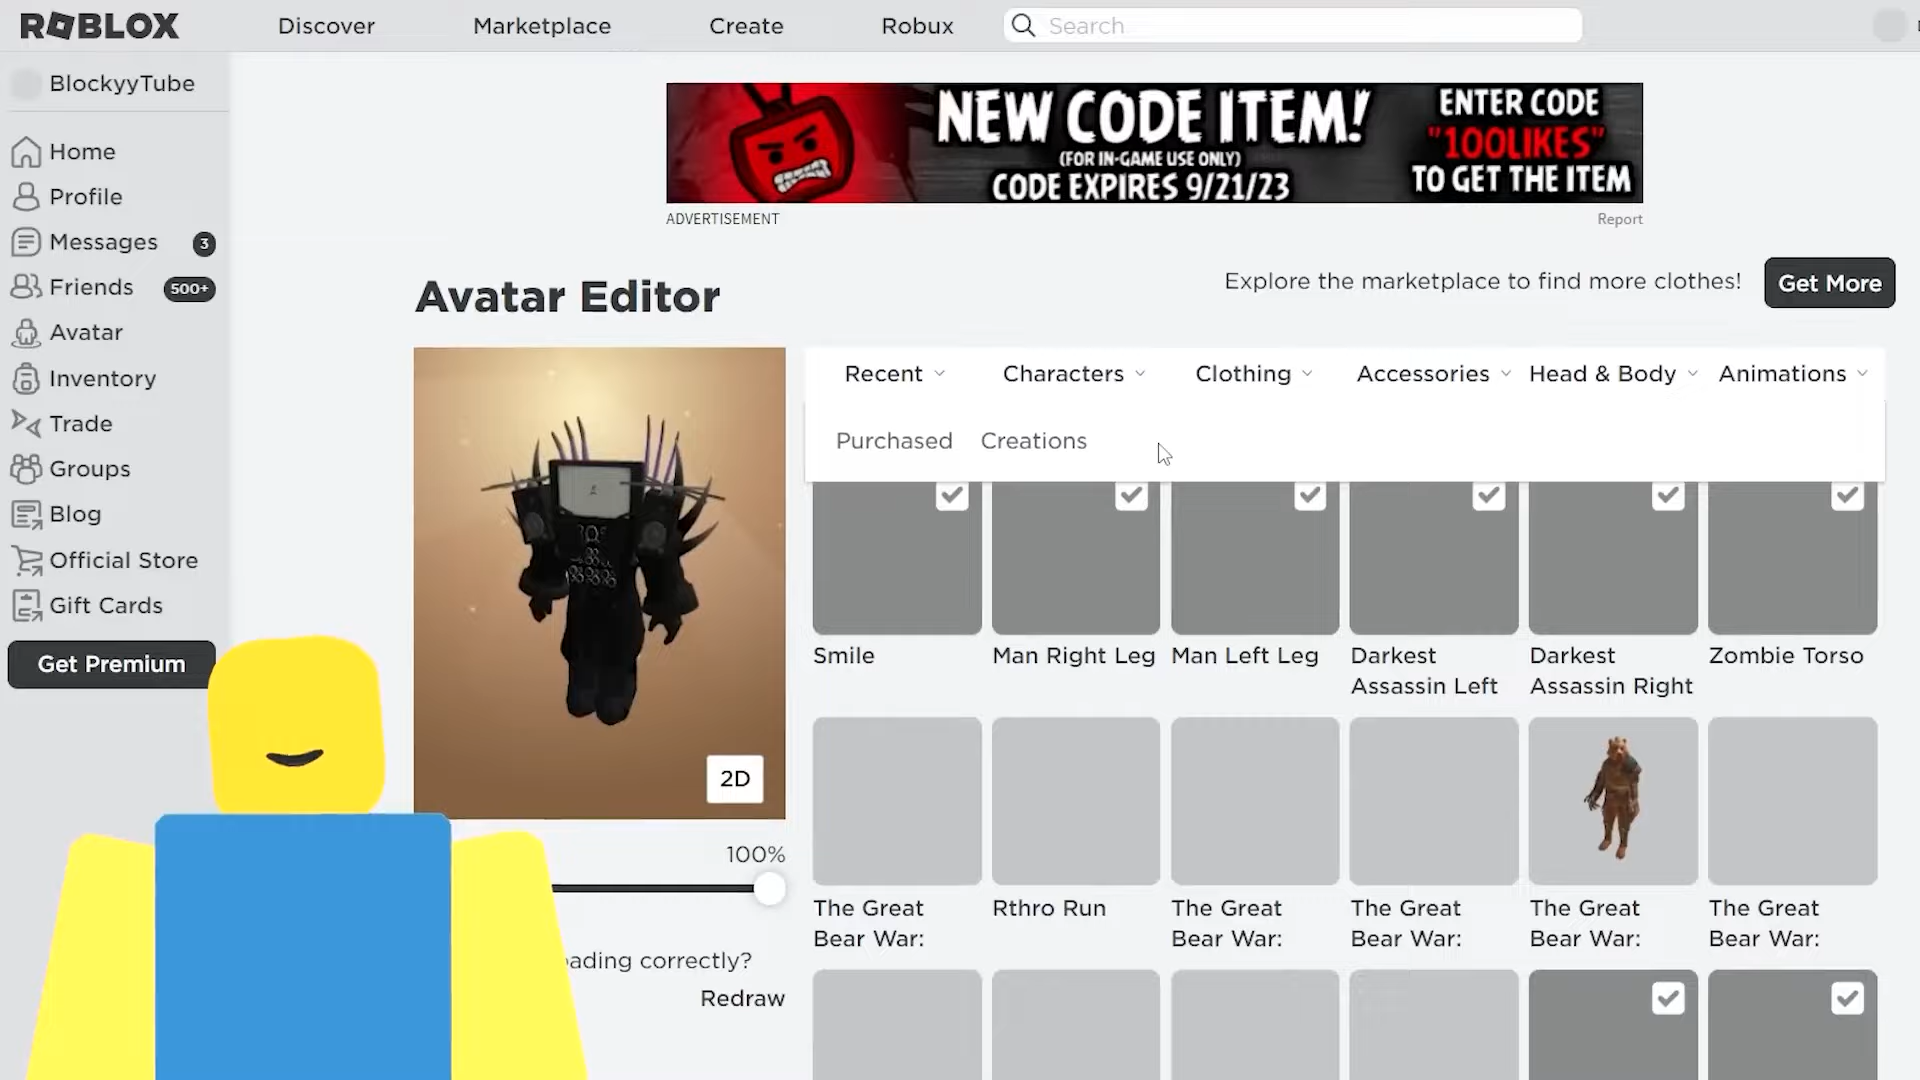 ROBLOX
Discover
Marketplace
Create
Robux
Search
BlockyyTube
Home
Profile
Messages
3
Friends
500+
Avatar
Inventory
Trade
Groups
Blog
Official Store
Gift Cards
Get Premium
NEW CODE ITEM!
(FOR IN-GAME USE ONLY)
CODE EXPIRES 9/21/23
ENTER CODE
"100LIKES"
TO GET THE ITEM
ADVERTISEMENT
Report
Avatar Editor
Explore the marketplace to find more clothes!
Get More
Recent
Characters
Clothing
Accessories
Head & Body
Animations
Purchased
Creations
2D
100%
correctly?
Redraw
Smile
Man Right Leg
Man Left Leg
Darkest
Assassin Left
Darkest
Assassin Right
Zombie Torso
The Great
Bear War:
Rthro Run
The Great
Bear War:
The Great
Bear War:
The Great
Bear War:
The Great
Bear War: